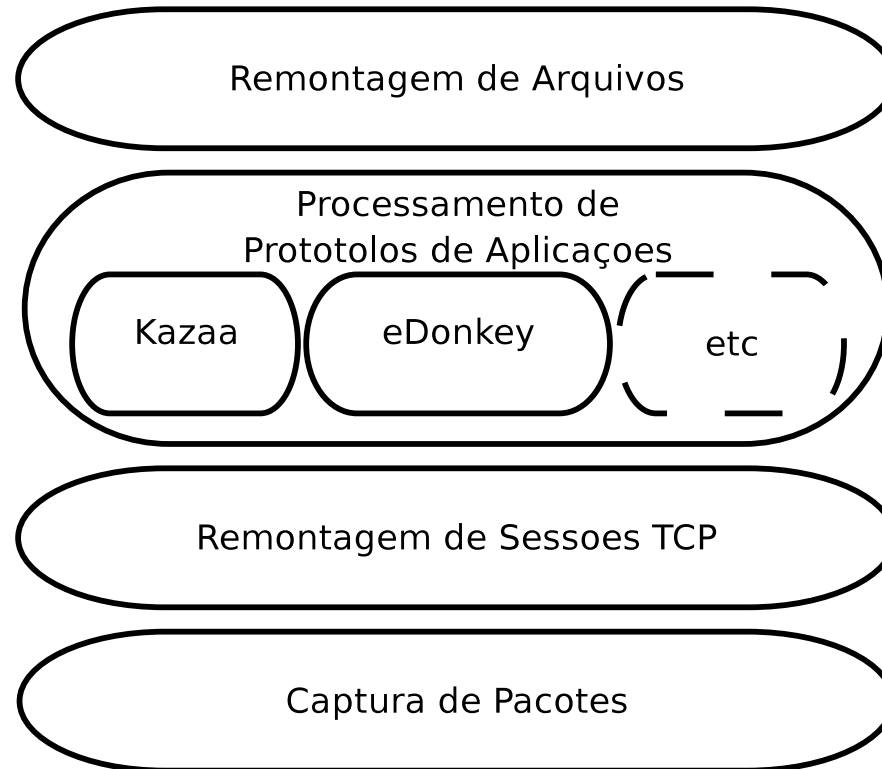 Remontagem de Arquivos
Processamento de
Prototolos de Aplicaçoes
Kazaa
eDonkey
etc
Remontagem de Sessoes TCP
Captura de Pacotes